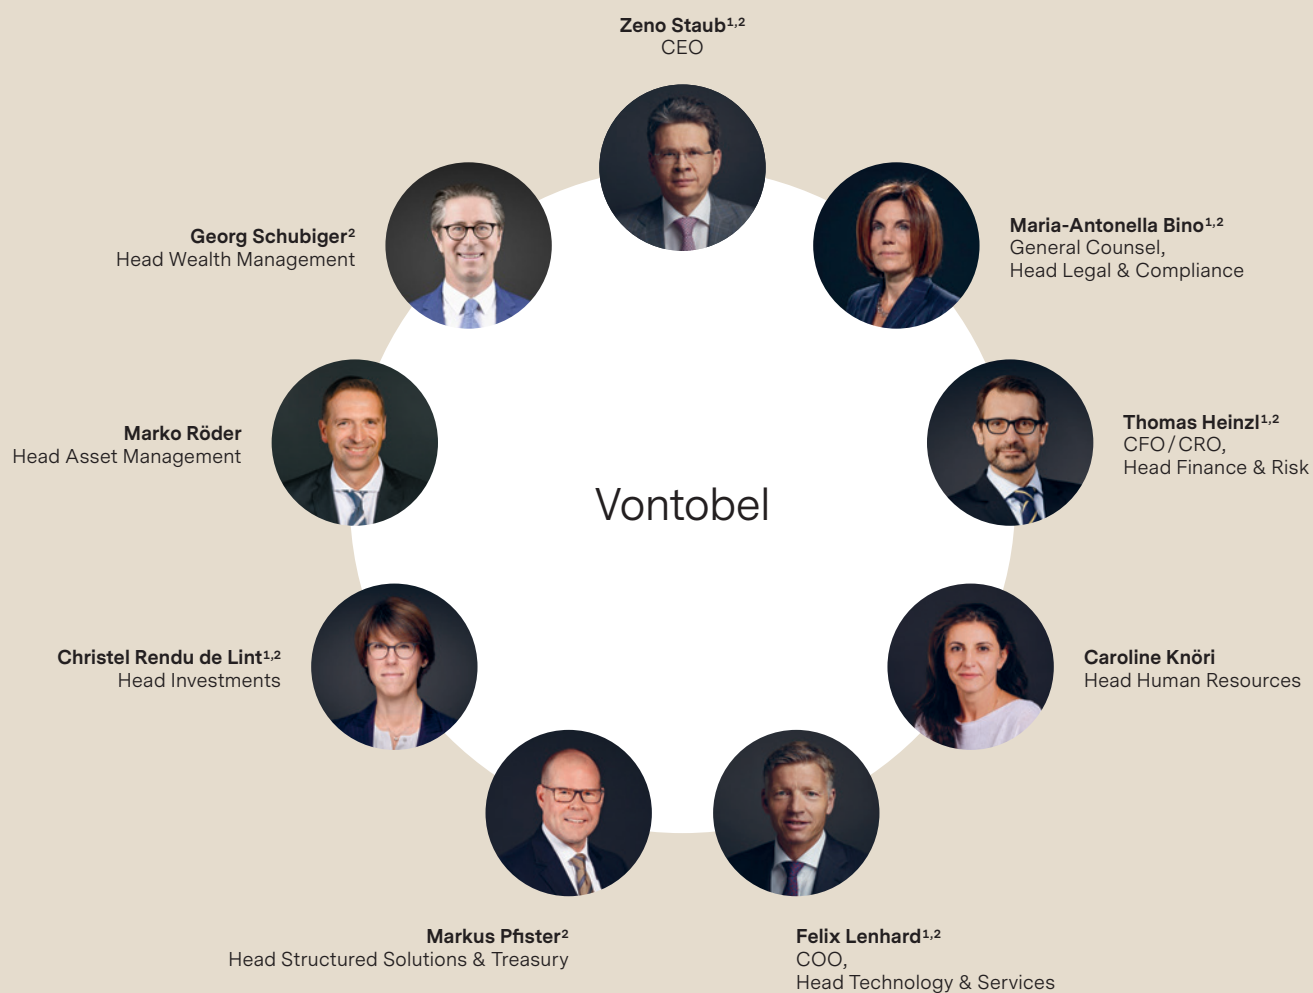 Zeno Staub¹,²
CEO
Maria-Antonella Bino¹,²
General Counsel,
Head Legal & Compliance
Georg Schubiger²
Head Wealth Management
Thomas Heinzl¹,²
CFO / CRO,
Head Finance & Risk
Marko Röder
Head Asset Management
Vontobel
Caroline Knöri
Head Human Resources
Christel Rendu de Lint¹,²
Head Investments
Markus Pfister²
Head Structured Solutions & Treasury
Felix Lenhard¹,²
COO,
Head Technology & Services